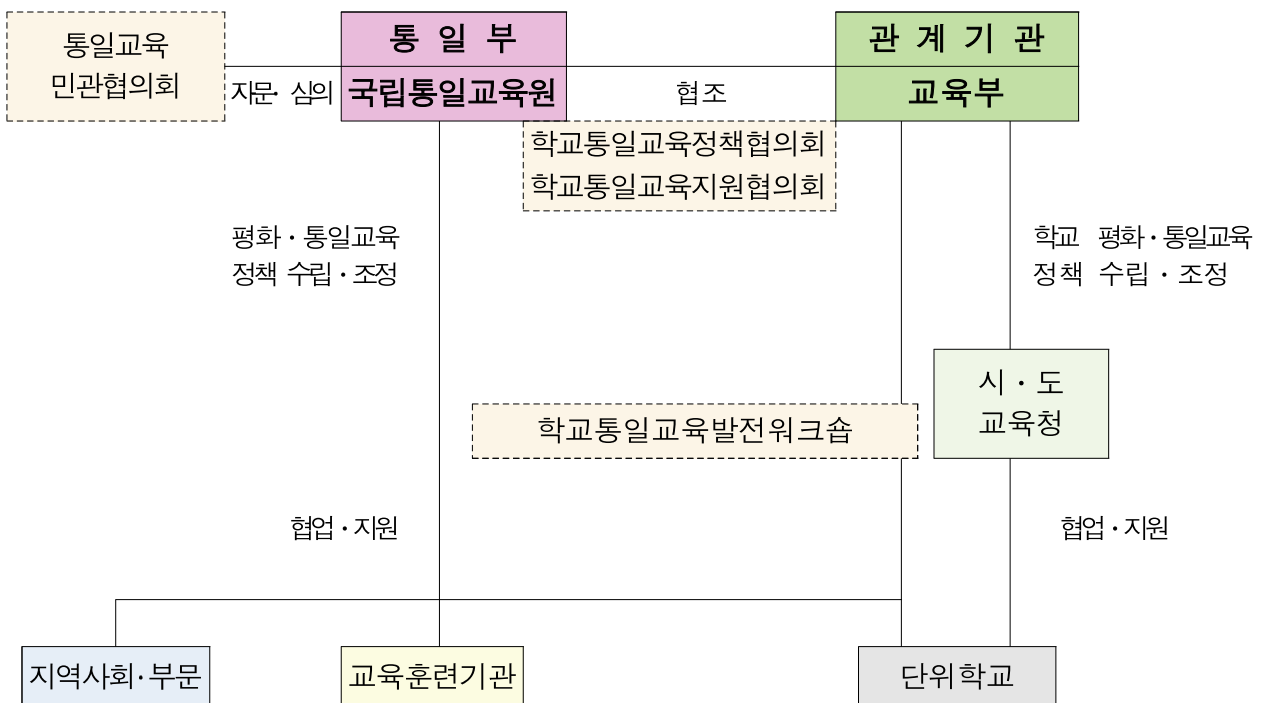 통일교육
민관협의회
통 일 부
국립통일교육원
관 계 기 관
교육부
자문·심의
협조
학교통일교육정책협의회
학교통일교육지원협의회
평화·통일교육
정책 수립·조정
학교 평화·통일교육
정책 수립·조정
시·도
교육청
학교통일교육발전워크숍
협업·지원
협업·지원
지역사회·부문
교육훈련기관
단위학교